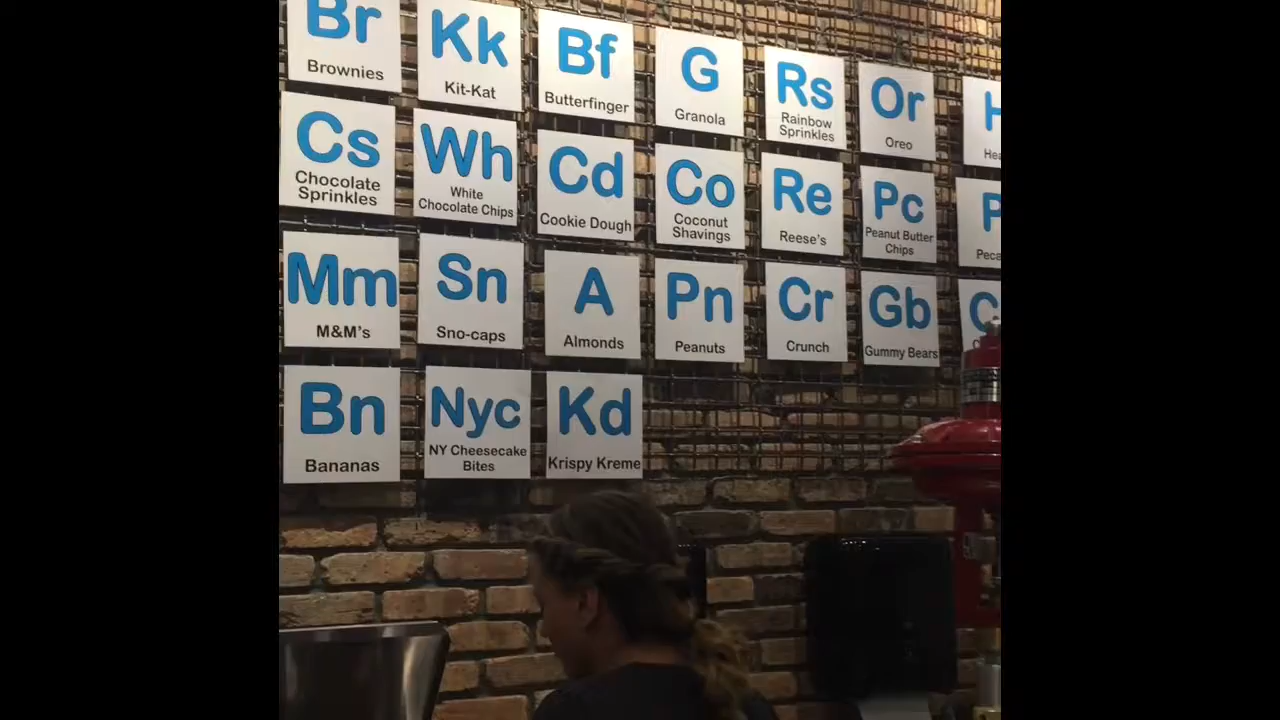 Br
Brownies
Kk
Kit-Kat
Bf
Butterfinger
G
Granola
Rs
Rainbow
Sprinkles
Or
Oreo
Cs
Chocolate
Sprinkles
Wh
White
Chocolate Chips
Cd
Cookie Dough
Co
Coconut
Shavings
Re
Reese's
Pc
Peanut Butter
Chips
Mm
M&M's
Sn
Sno-caps
A
Almonds
Pn
Peanuts
Cr
Crunch
Gb
Gummy Bears
Bn
Bananas
Nyc
NY Cheesecake
Bites
Kd
Krispy Kreme